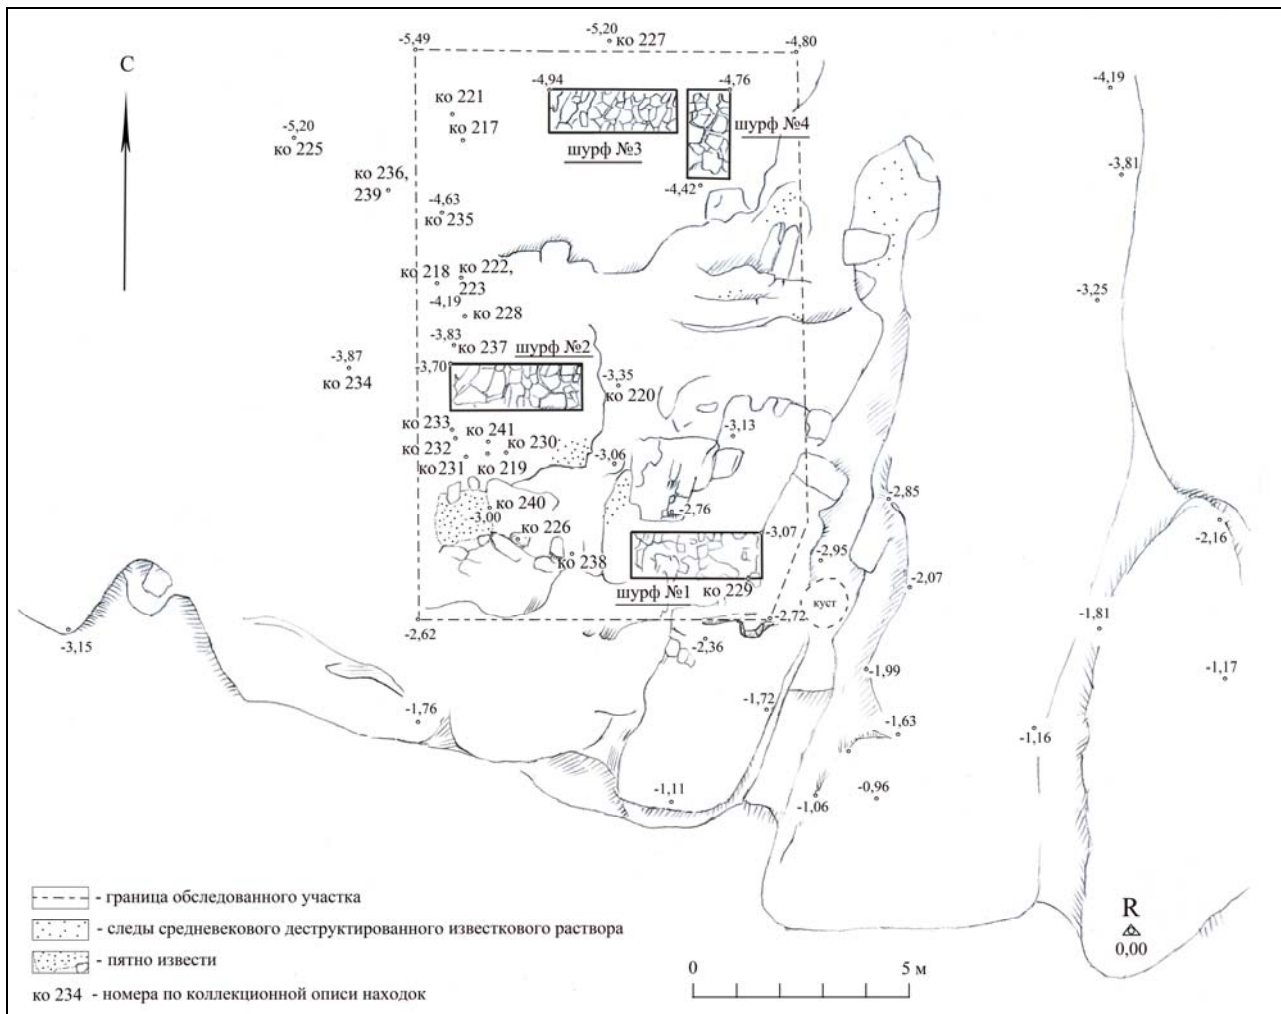 -5,20
ко 227
-5,49
-4,80
С
-4,94
-4,76
-4,19
ко 221
ко 217
шурф №3
шурф №4
-5,20
ко 225
ко 236,
239
-4,42
-3,81
-4,63
ко 235
ко 218
ко 222,
223
-4,19
ко 228
-3,25
-3,83
ко 237
шурф №2
-3,87
ко 234
-3,70
-3,35
ко 220
ко 233
ко 241
ко 232
ко 230
-3,13
ко 231
ко 219
-3,06
ко 240
-3,00
-2,76
-2,85
ко 226
-3,07
-2,16
ко 238
-2,95
шурф №1
ко 229
куст
-2,07
-1,81
-3,15
-2,62
-2,72
-2,36
-1,99
-1,17
-1,76
-1,72
-1,63
-1,16
-1,11
-1,06
-0,96
- граница обследованного участка
- следы средневекового деструктированного известкового раствора
- пятно извести
ко 234 - номера по коллекционной описи находок
0
5 м
R
0,00